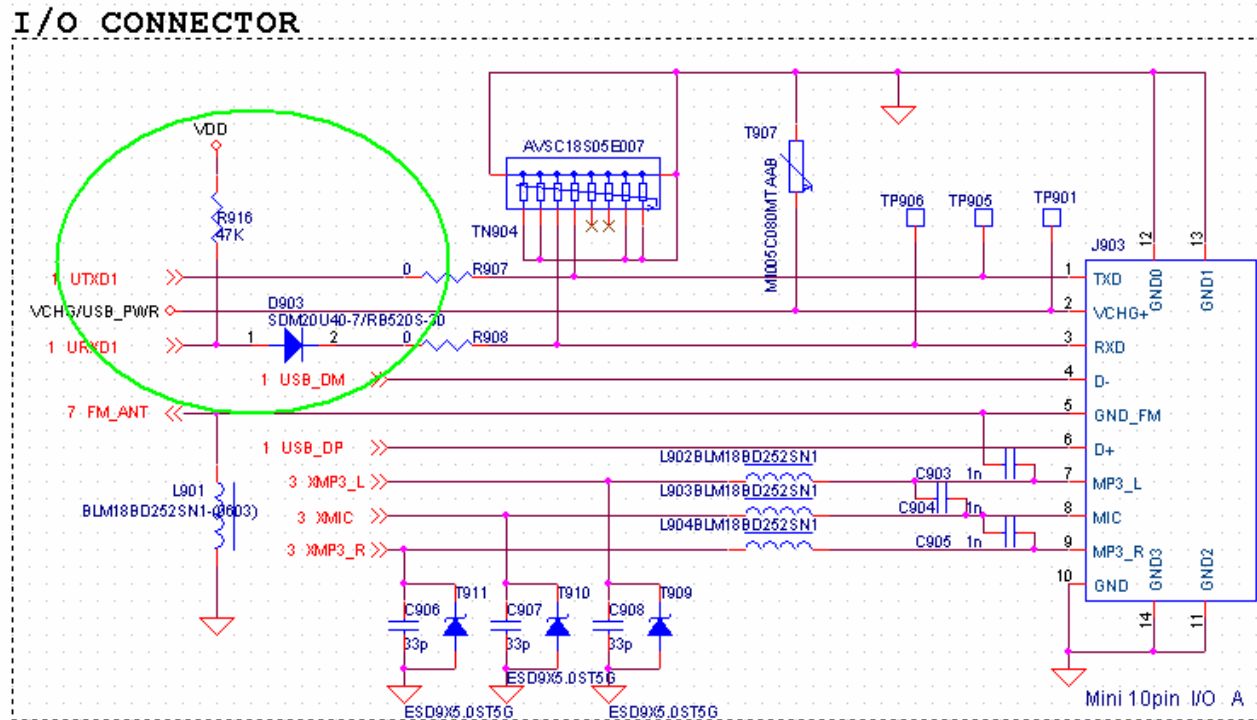 I/O CONNECTOR
VDD
R916
47K
AVSC18S05E007
TN904
T907
MI005C080MTAAB
TP906
TP905
TP901
J903
12
13
1 UTXD1
0
R907
1
TXD
GND0
GND1
VCHG/USB_PWR
D903
SDM20U40-7/RB520S-30
2
VCHG+
1 URXD1
1
2
0
R908
3
RXD
1 USB_DM
4
D-
7 FM_ANT
5
GND_FM
1 USB_DP
6
D+
L902BLM18BD252SN1
3 XMP3_L
C903 1n
7
MP3_L
L901
BLM18BD252SN1-(0603)
L903BLM18BD252SN1
3 XMIC
C904 1n
8
MIC
L904BLM18BD252SN1
3 XMP3_R
C905 1n
9
MP3_R
GND3
GND2
10
GND
T911
T910
T909
C906
C907
C908
33p
33p
33p
14
11
ESD9X5.0ST5G
ESD9X5.0ST5G
ESD9X5.0ST5G
Mini 10pin I/O A